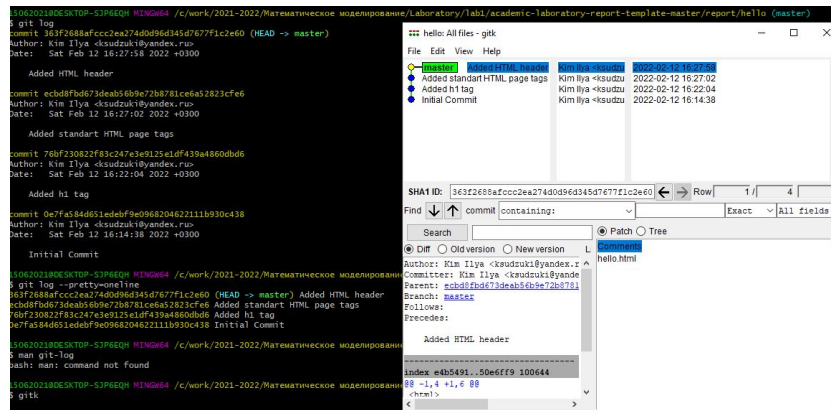 15062021@DESKTOP-SJP6EQH MINGW64 /c/work/2021-2022/Математическое моделирование/Laboratory/lab1/academic-laboratory-report-template-master/report/hello (master)
$ git log
commit 363f2688afccc2ea274d0d96d345d7677f1c2e60 (HEAD -> master)
Author: Kim Ilya <ksudzuki@yandex.ru>
Date: Sat Feb 12 16:27:58 2022 +0300
Added HTML header
commit ecbd8fbd673deab56b9e72b8781ce6a52823cfe6
Author: Kim Ilya <ksudzuki@yandex.ru>
Date: Sat Feb 12 16:27:02 2022 +0300
Added standart HTML page tags
commit 76bf230822f83c247e3e9125e1df439a4860dbd6
Author: Kim Ilya <ksudzuki@yandex.ru>
Date: Sat Feb 12 16:22:04 2022 +0300
Added h1 tag
commit 0e7fa584d651edebf9e0968204622111b930c438
Author: Kim Ilya <ksudzuki@yandex.ru>
Date: Sat Feb 12 16:14:38 2022 +0300
Initial Commit
15062021@DESKTOP-SJP6EQH MINGW64 /c/work/2021-2022/Математическое моделировани
$ git log --pretty=oneline
363f2688afccc2ea274d0d96d345d7677f1c2e60 (HEAD -> master) Added HTML header
ecbd8fbd673deab56b9e72b8781ce6a52823cfe6 Added standart HTML page tags
76bf230822f83c247e3e9125e1df439a4860dbd6 Added h1 tag
0e7fa584d651edebf9e0968204622111b930c438 Initial Commit
15062021@DESKTOP-SJP6EQH MINGW64 /c/work/2021-2022/Математическое моделировани
$ man git-log
bash: man: command not found
15062021@DESKTOP-SJP6EQH MINGW64 /c/work/2021-2022/Математическое моделировани
$ gitk
hello: All files - gitk
File Edit View Help
master Added HTML header Kim Ilya <ksudzu 2022-02-12 16:27:58
Added standart HTML page tags Kim Ilya <ksudzu 2022-02-12 16:27:02
Added h1 tag Kim Ilya <ksudzu 2022-02-12 16:22:04
Initial Commit Kim Ilya <ksudzu 2022-02-12 16:14:38
SHA1 ID: 363f2688afccc2ea274d0d96d345d7677f1c2e60 Row 1 / 4
Find commit containing: Exact All fields
Search
Diff Old version New version L
Patch Tree
Author: Kim Ilya <ksudzuki@yandex.r
Committer: Kim Ilya <ksudzuki@yande
Parent: ecbd8fbd673deab56b9e72b8781
Branch: master
Follows:
Precedes:
Added HTML header
index e4b5491..50e6ff9 100644
@@ -1,4 +1,6 @@
<html>
Comments
hello.html